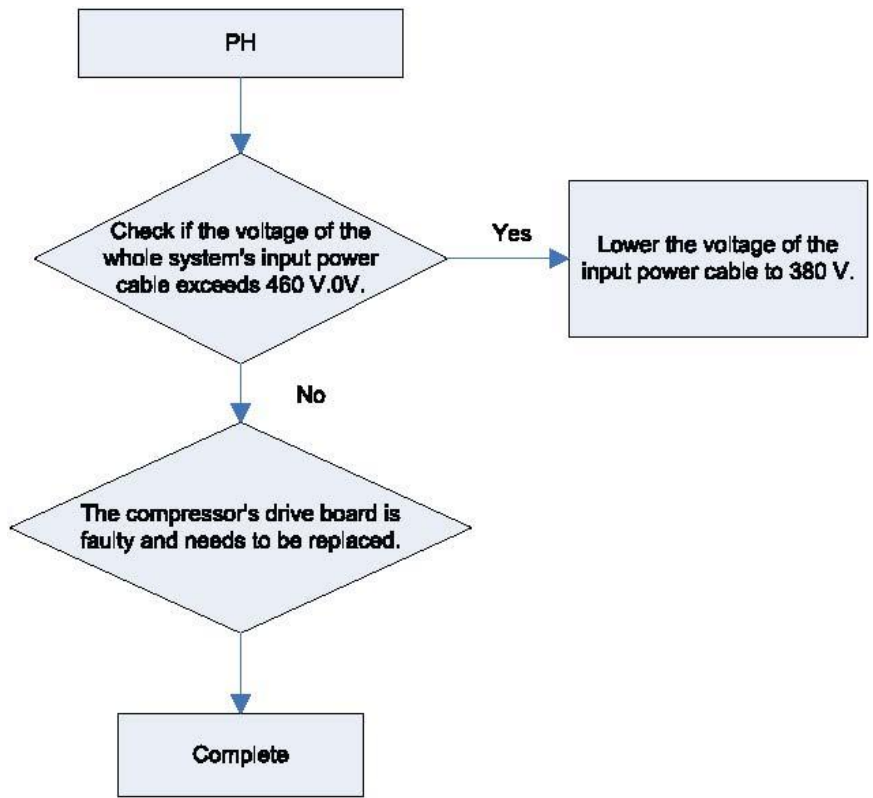 PH
Check if the voltage of the
whole system's input power
cable exceeds 460 V.0V.
Yes
Lower the voltage of the
input power cable to 380 V.
No
The compressor's drive board is
faulty and needs to be replaced.
Complete